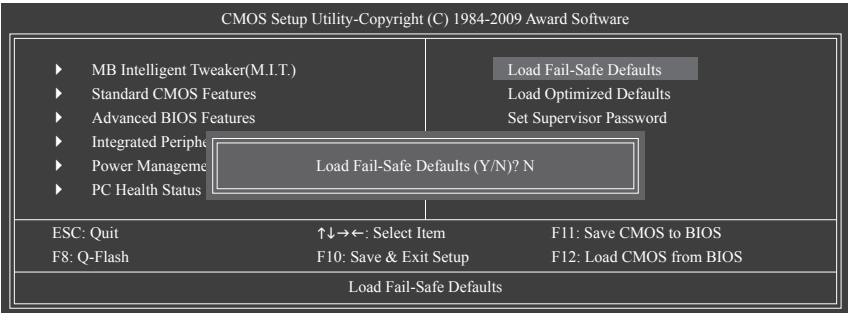 CMOS Setup Utility-Copyright (C) 1984-2009 Award Software
MB Intelligent Tweaker(M.I.T.)
Standard CMOS Features
Advanced BIOS Features
Integrated Periphe
Power Manageme
PC Health Status
Load Fail-Safe Defaults
Load Optimized Defaults
Set Supervisor Password
Load Fail-Safe Defaults (Y/N)? N
ESC: Quit
↑↓→←: Select Item
F11: Save CMOS to BIOS
F8: Q-Flash
F10: Save & Exit Setup
F12: Load CMOS from BIOS
Load Fail-Safe Defaults